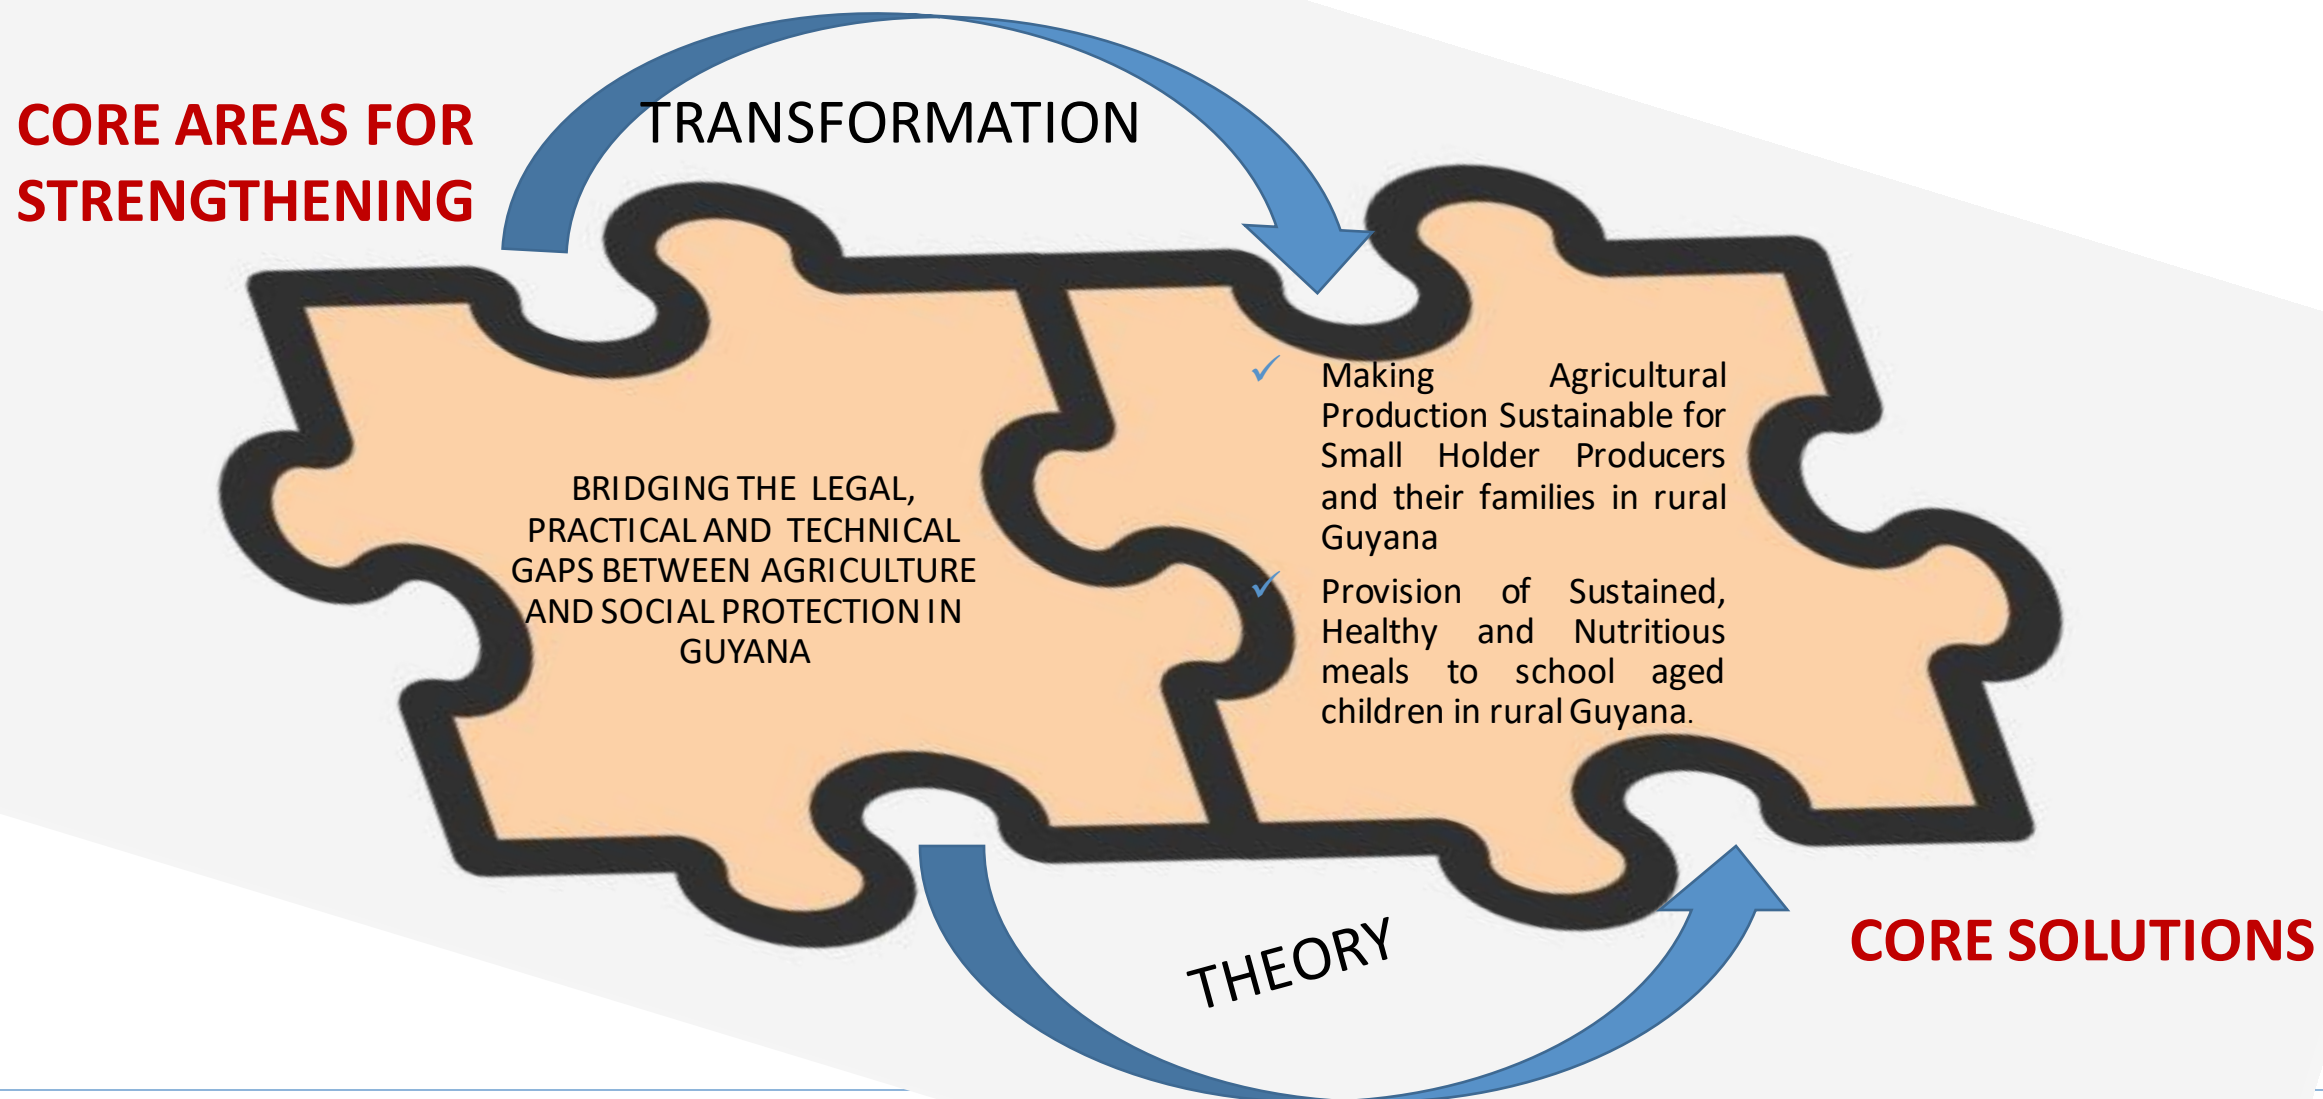 CORE AREAS FOR
STRENGTHENING
TRANSFORMATION
BRIDGING THE LEGAL,
PRACTICAL AND TECHNICAL
GAPS BETWEEN AGRICULTURE
AND SOCIAL PROTECTION IN
GUYANA
✓ Making Agricultural
Production Sustainable for
Small Holder Producers
and their families in rural
Guyana
✓ Provision of Sustained,
Healthy and Nutritious
meals to school aged
children in rural Guyana.
THEORY
CORE SOLUTIONS